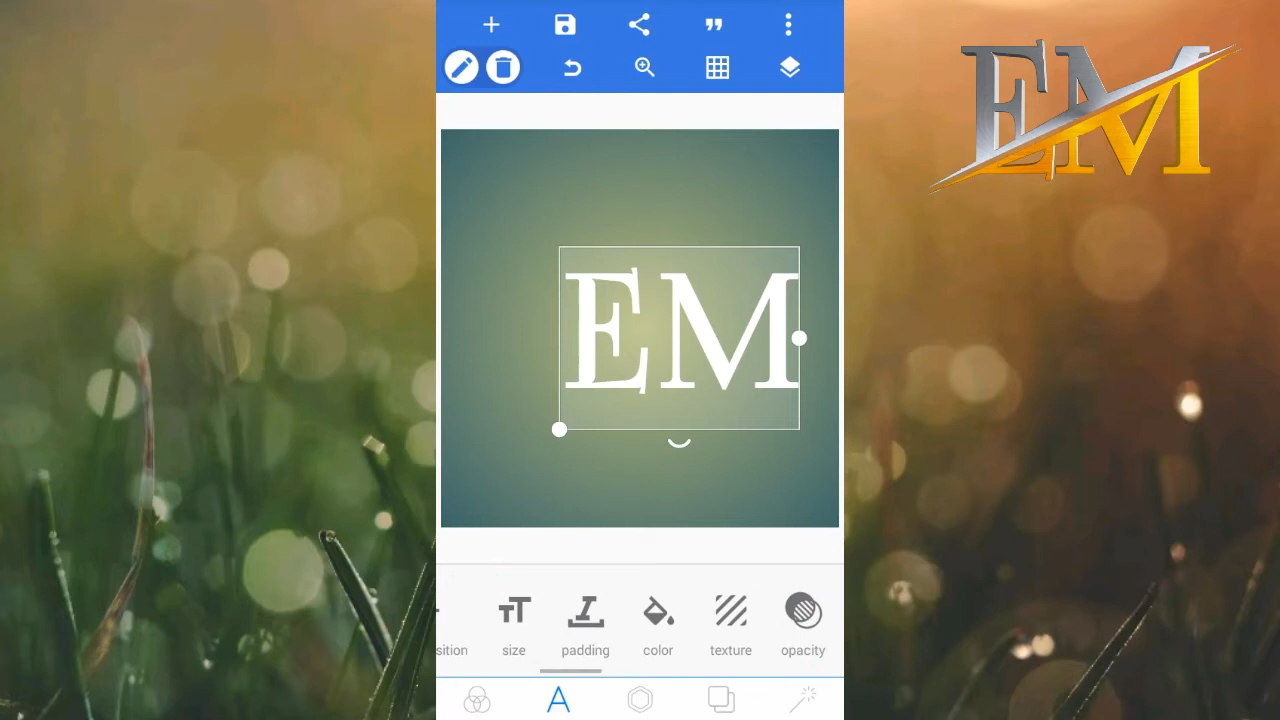 EM
EM
sition
size
padding
color
texture
opacity